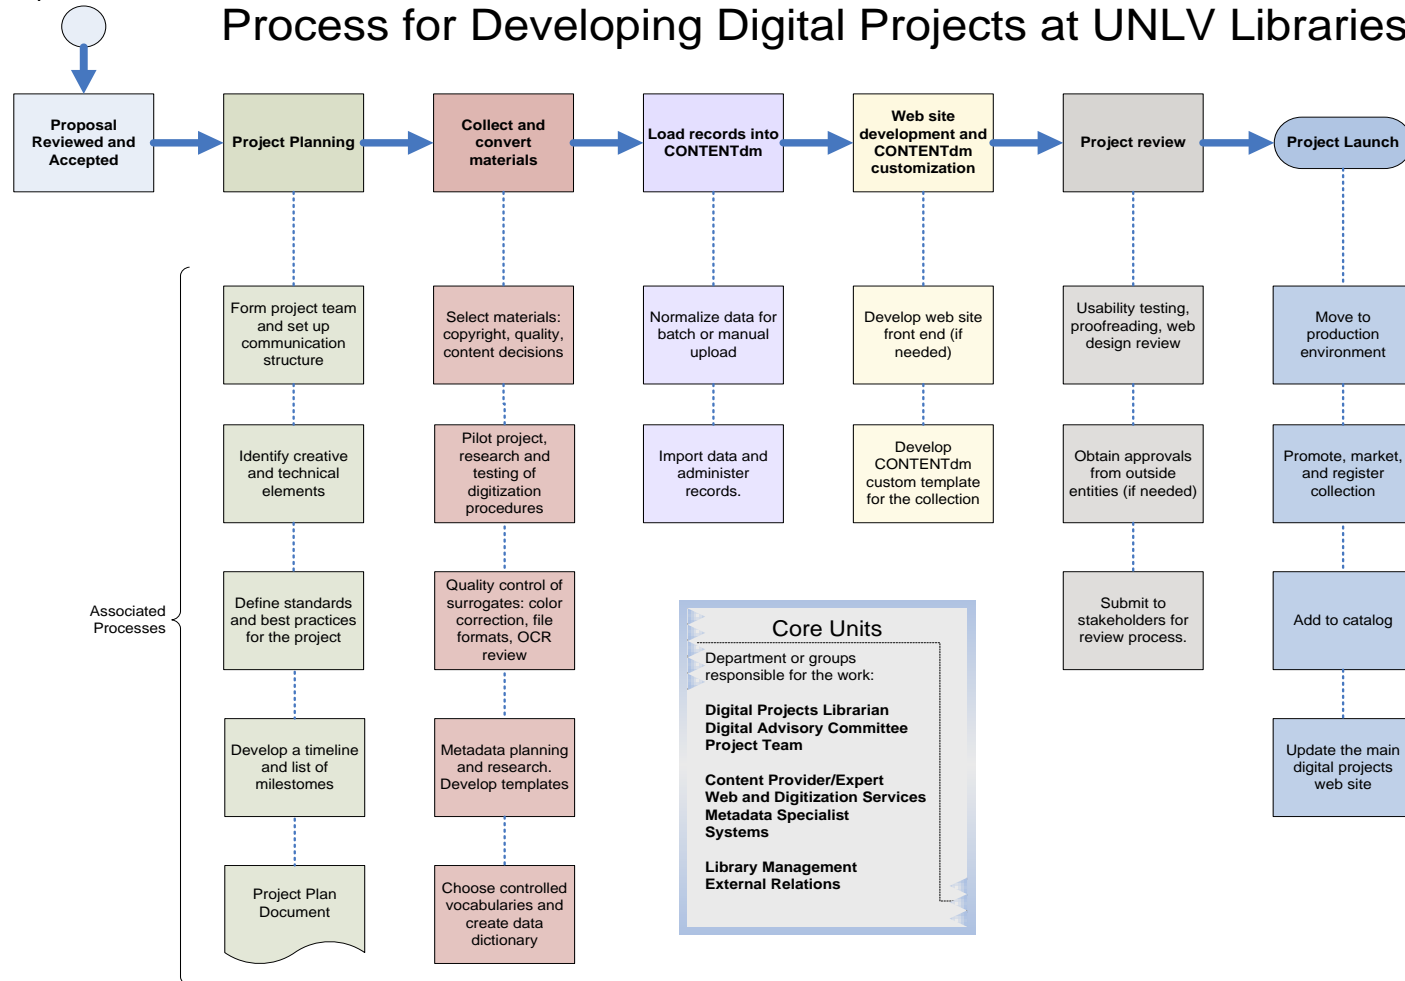 Process for Developing Digital Projects at UNLV Libraries
Proposal
Reviewed and
Accepted
Project Planning
Collect and
convert
materials
Load records into
CONTENTdm
Web site
development and
CONTENTdm
customization
Project review
Project Launch
Associated
Processes
Form project team
and set up
communication
structure
Identify creative
and technical
elements
Define standards
and best practices
for the project
Develop a timeline
and list of
milestomes
Project Plan
Document
Select materials:
copyright, quality,
content decisions
Pilot project,
research and
testing of
digitization
procedures
Quality control of
surrogates: color
correction, file
formats, OCR
review
Metadata planning
and research.
Develop templates
Choose controlled
vocabularies and
create data
dictionary
Normalize data for
batch or manual
upload
Import data and
administer
records.
Develop web site
front end (if
needed)
Develop
CONTENTdm
custom template
for the collection
Usability testing,
proofreading, web
design review
Obtain approvals
from outside
entities (if needed)
Submit to
stakeholders for
review process.
Move to
production
environment
Promote, market,
and register
collection
Add to catalog
Update the main
digital projects
web site
Core Units
Department or groups
responsible for the work:
Digital Projects Librarian
Digital Advisory Committee
Project Team
Content Provider/Expert
Web and Digitization Services
Metadata Specialist
Systems
Library Management
External Relations